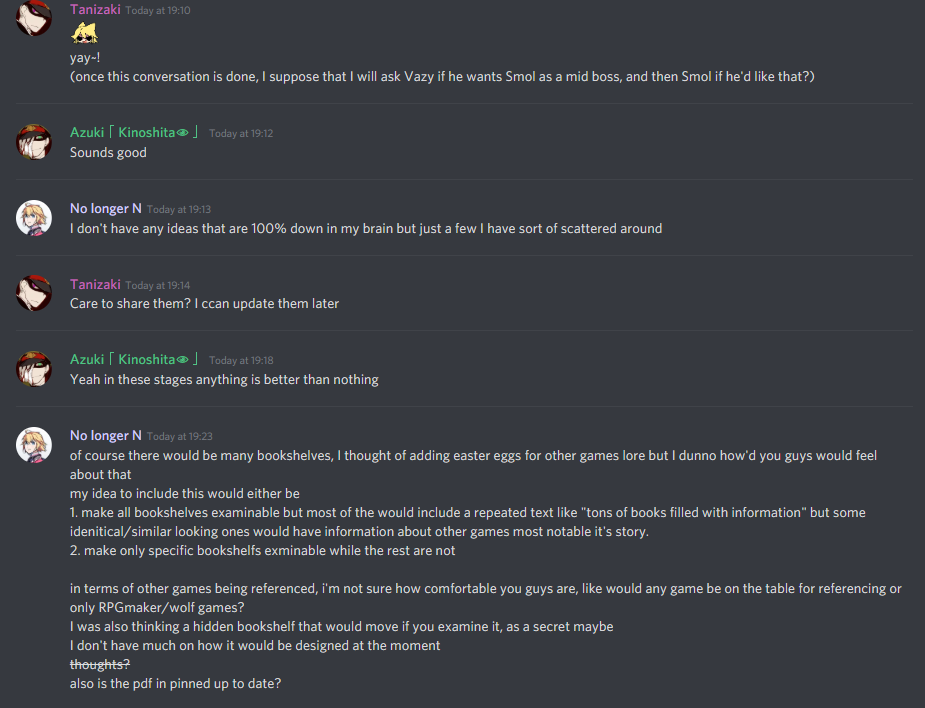 Tanizaki Today at 19:10
yay~!
(once this conversation is done, I suppose that I will ask Vazy if he wants Smol as a mid boss, and then Smol if he'd like that?)
Azuki「 Kinoshita👁 」 Today at 19:12
Sounds good
No longer N Today at 19:13
I don't have any ideas that are 100% down in my brain but just a few I have sort of scattered around
Tanizaki Today at 19:14
Care to share them? I ccan update them later
Azuki「 Kinoshita👁 」 Today at 19:18
Yeah in these stages anything is better than nothing
No longer N Today at 19:23
of course there would be many bookshelves, I thought of adding easter eggs for other games lore but I dunno how'd you guys would feel
about that
my idea to include this would either be
1. make all bookshelves examinable but most of the would include a repeated text like "tons of books filled with information" but some
idenitical/similar looking ones would have information about other games most notable it's story.
2. make only specific bookshelfs exminable while the rest are not
in terms of other games being referenced, i'm not sure how comfortable you guys are, like would any game be on the table for referencing or
only RPGmaker/wolf games?
I was also thinking a hidden bookshelf that would move if you examine it, as a secret maybe
I don't have much on how it would be designed at the moment
thoughts?
also is the pdf in pinned up to date?